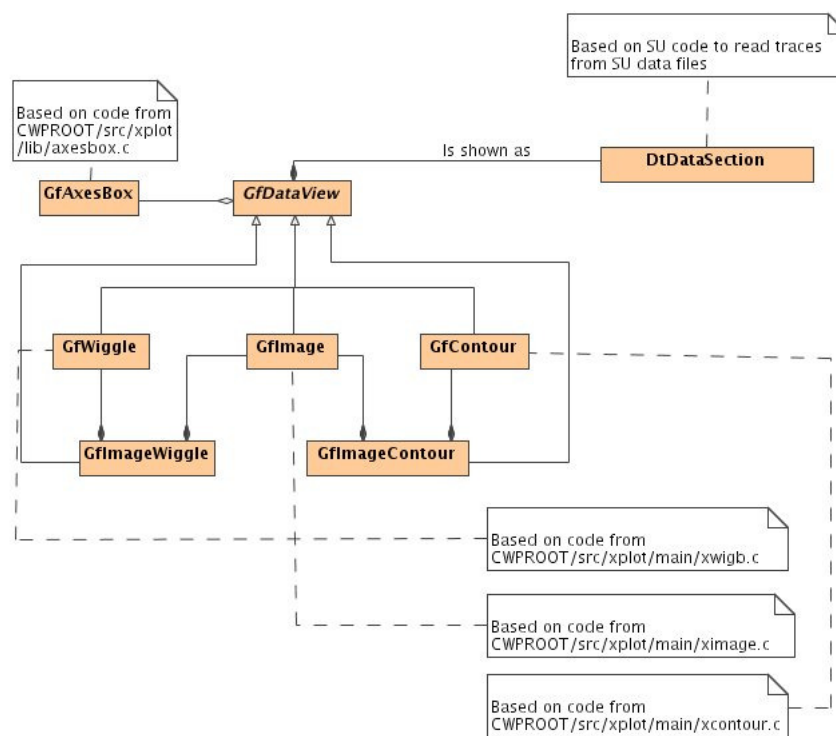 Based on SU code to read traces
from SU data files
Based on code from
CWPROOT/src/xplot
/lib/axesbox.c
Is shown as
DtDataSection
GfAxesBox
GfDataView
GfWiggle
GfImage
GfContour
GfImageWiggle
GfImageContour
Based on code from
CWPROOT/src/xplot/main/xwigb.c
Based on code from
CWPROOT/src/xplot/main/ximage.c
Based on code from
CWPROOT/src/xplot/main/xcontour.c